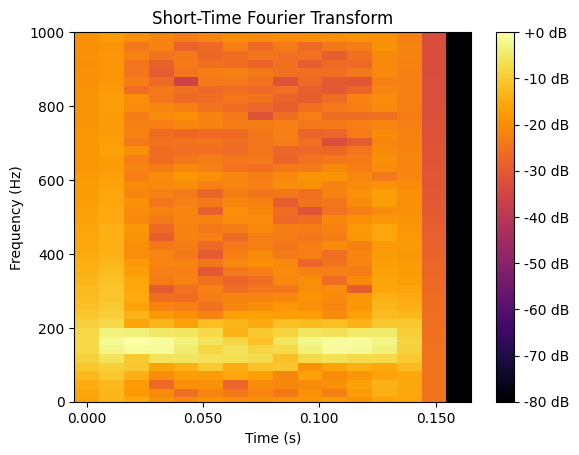 Short-Time Fourier Transform
1000
800
600
400
200
0
Frequency (Hz)
0.000
0.050
0.100
0.150
Time (s)
+0 dB
-10 dB
-20 dB
-30 dB
+40 dB
-50 dB
-60 dB
-70 dB
-80 dB